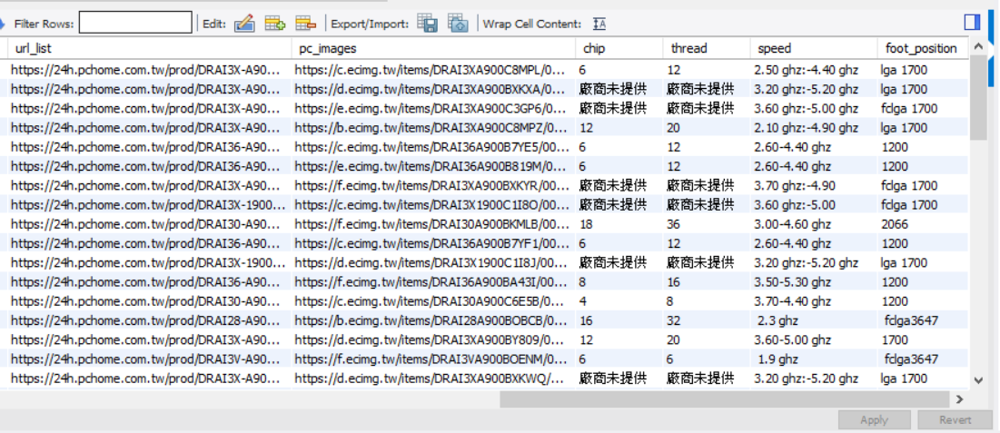 Filter Rows: Edit: Export/Import: Wrap Cell Content: IA
url_list pc_images chip thread speed foot_position
https://24h.pchome.com.tw/prod/DRAI3X-A90... https://c.ecimg.tw/items/DRAI3XA900C8MPL/0... 6 12 2.50 ghz:-4.40 ghz lga 1700
https://24h.pchome.com.tw/prod/DRAI3X-A90... https://d.ecimg.tw/items/DRAI3XA900BXKXA/0... 廠商未提供 廠商未提供 3.20 ghz:-5.20 ghz lga 1700
https://24h.pchome.com.tw/prod/DRAI3X-A90... https://e.ecimg.tw/items/DRAI3XA900C3GP6/0... 廠商未提供 廠商未提供 3.60 ghz:-5.00 ghz fclga 1700
https://24h.pchome.com.tw/prod/DRAI3X-A90... https://b.ecimg.tw/items/DRAI3XA900C8MPZ/0... 12 20 2.10 ghz:-4.90 ghz lga 1700
https://24h.pchome.com.tw/prod/DRAI36-A90... https://c.ecimg.tw/items/DRAI36A900B7YE5/00... 6 12 2.60-4.40 ghz 1200
https://24h.pchome.com.tw/prod/DRAI36-A90... https://e.ecimg.tw/items/DRAI36A900B819M/0... 6 12 2.60-4.40 ghz 1200
https://24h.pchome.com.tw/prod/DRAI3X-A90... https://f.ecimg.tw/items/DRAI3XA900BXKYR/00... 廠商未提供 廠商未提供 3.70 ghz:-4.90 fclga 1700
https://24h.pchome.com.tw/prod/DRAI3X-1900... https://c.ecimg.tw/items/DRAI3X1900C1I8O/00... 廠商未提供 廠商未提供 3.60 ghz:-5.00 fclga 1700
https://24h.pchome.com.tw/prod/DRAI30-A90... https://f.ecimg.tw/items/DRAI30A900BKMLB/00... 18 36 3.00-4.60 ghz 2066
https://24h.pchome.com.tw/prod/DRAI36-A90... https://c.ecimg.tw/items/DRAI36A900B7YF1/00... 6 12 2.60-4.40 ghz 1200
https://24h.pchome.com.tw/prod/DRAI3X-1900... https://d.ecimg.tw/items/DRAI3X1900C1I8J/00... 廠商未提供 廠商未提供 3.20 ghz:-5.20 ghz lga 1700
https://24h.pchome.com.tw/prod/DRAI36-A90... https://f.ecimg.tw/items/DRAI36A900BA43I/00... 8 16 3.50-5.30 ghz 1200
https://24h.pchome.com.tw/prod/DRAI30-A90... https://c.ecimg.tw/items/DRAI30A900C6E5B/0... 4 8 3.70-4.40 ghz 1200
https://24h.pchome.com.tw/prod/DRAI28-A90... https://b.ecimg.tw/items/DRAI28A900BOBCB/0... 16 32 2.3 ghz fclga3647
https://24h.pchome.com.tw/prod/DRAI3X-A90... https://d.ecimg.tw/items/DRAI3XA900BY809/0... 12 20 3.60-5.00 ghz 1700
https://24h.pchome.com.tw/prod/DRAI3V-A90... https://f.ecimg.tw/items/DRAI3VA900BOENM/0... 6 6 1.9 ghz fclga3647
https://24h.pchome.com.tw/prod/DRAI3X-A90... https://d.ecimg.tw/items/DRAI3XA900BXKWQ/... 廠商未提供 廠商未提供 3.20 ghz:-5.20 ghz lga 1700
Apply Revert